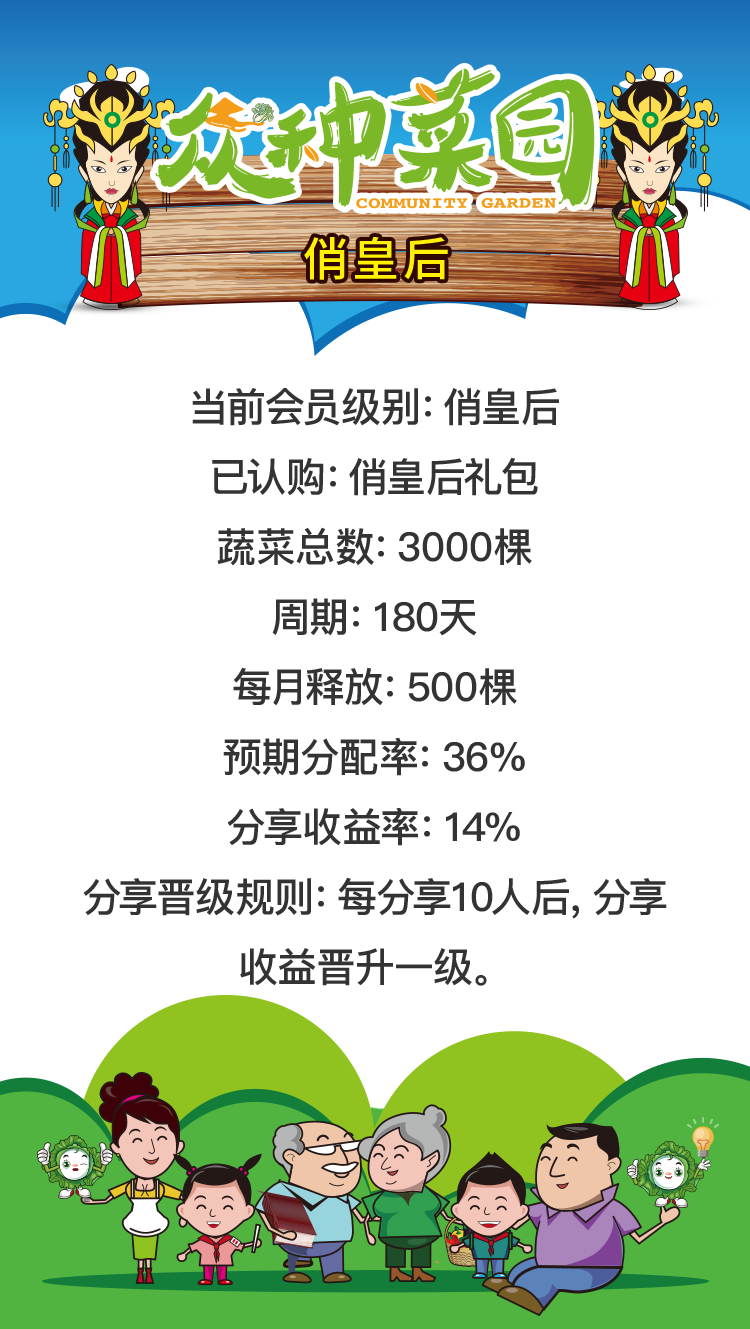 众种菜园
COMMUNITY GARDEN
俏皇后
当前会员级别：俏皇后
已认购：俏皇后礼包
蔬菜总数：3000棵
周期：180天
每月释放：500棵
预期分配率：36%
分享收益率：14%
分享晋级规则：每分享10人后，分享
收益晋升一级。